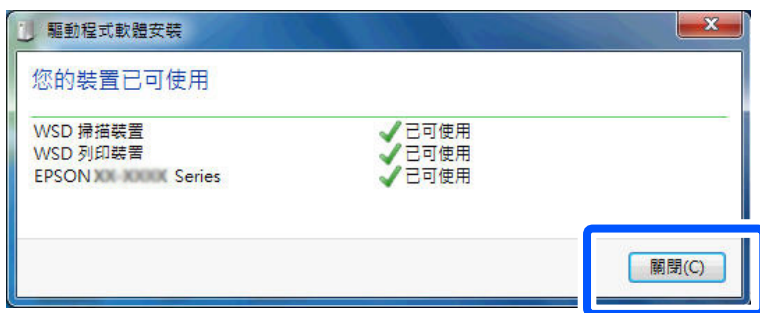 驅動程式軟體安裝
您的裝置已可使用
WSD 掃描裝置 已可使用
WSD 列印裝置 已可使用
EPSON Series 已可使用
關閉(C)